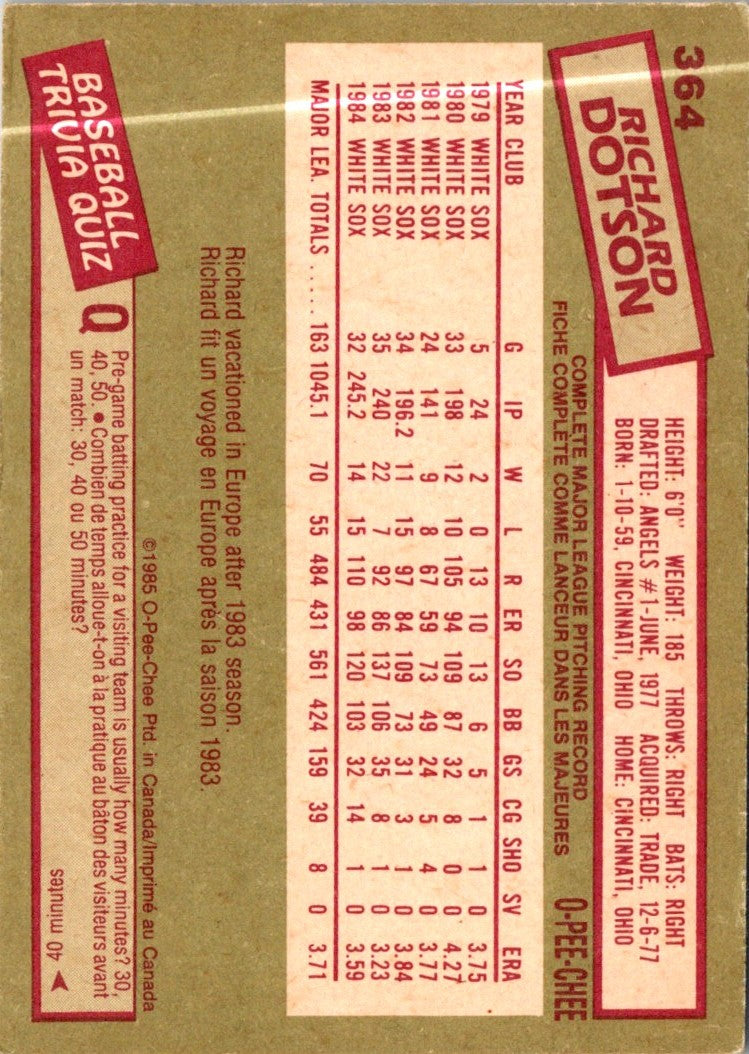 364
RICHARD
DOTSON
HEIGHT: 6'0" WEIGHT: 185 THROWS: RIGHT BATS: RIGHT
DRAFTED: ANGELS #1-JUNE, 1977 ACQUIRED: TRADE, 12-6-77
BORN: 1-10-59, CINCINNATI, OHIO HOME: CINCINNATI, OHIO
COMPLETE MAJOR LEAGUE PITCHING RECORD
FICHE COMPLÈTE COMME LANCEUR DANS LES MAJEURES
O-PEE-CHEE
YEAR CLUB G IP W L R ER SO BB GS CG SHO SV ERA
1979 WHITE SOX 5 24 2 0 13 10 13 6 5 1 1 0 3.75
1980 WHITE SOX 33 198 12 10 105 94 109 87 32 8 0 0 4.27
1981 WHITE SOX 24 141 9 8 67 59 73 49 24 5 4 0 3.77
1982 WHITE SOX 34 196.2 11 15 97 84 109 73 31 3 1 0 3.84
1983 WHITE SOX 35 240 22 7 92 86 137 106 35 8 1 0 3.23
1984 WHITE SOX 32 245.2 14 15 110 98 120 103 32 14 1 0 3.59
MAJOR LEA. TOTALS ..... 163 1045.1 70 55 484 431 561 424 159 39 8 0 3.71
Richard vacationed in Europe after 1983 season.
Richard fit un voyage en Europe après la saison 1983.
©1985 O-Pee-Chee Ptd. in Canada/Imprimé au Canada
BASEBALL
TRIVIA QUIZ
Q Pre-game batting practice for a visiting team is usually how many minutes? 30,
40, 50. • Combien de temps alloue-t-on à la pratique au bâton des visiteurs avant
un match: 30, 40 ou 50 minutes?
40 minutes